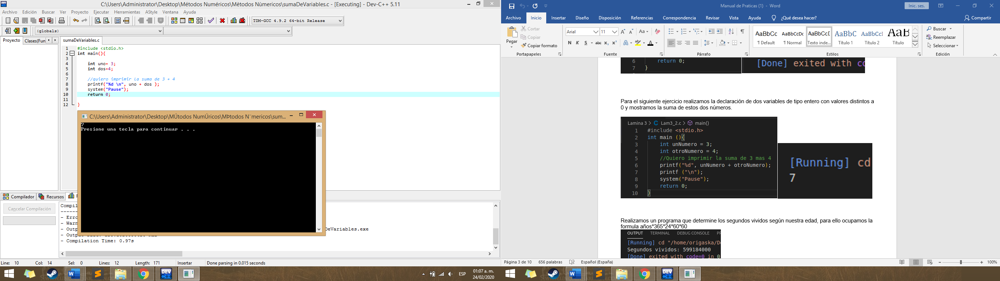 C:\Users\Administrator\Desktop\Métodos Numéricos\Mètodos Nùmericos\sumaDeVariables.c - [Executing] - Dev-C++ 5.11
Archivo Edición Buscar Ver Proyecto Ejecutar Herramientas AStyle Ventana Ayuda
TDM-GCC 4.9.2 64-bit Release
(globals)
Proyecto Clases(Fun sumaDeVariables.c
1 #include <stdio.h>
2 int main(){
3
4 int uno= 3;
5 int dos=4;
6
7 //quiero imprimir la suma de 3 + 4
8 printf("%d \n", uno + dos );
9 system("Pause");
10 return 0;
11
12 }
C:\Users\Administrator\Desktop\MÚtodos NumÚricos\MÞtodos N¨mericos\sum...
7
Presione una tecla para continuar . . .
Compilador Recursos
Cancelar Compilación
Compil
- Erro
- Warn
- Outp
DeVariables.exe
- Compilation Time: 0.97s
Line: 10 Col: 14 Sel: 0 Lines: 12 Length: 171 Insertar Done parsing in 0.015 seconds
ESP
01:07 a. m.
24/02/2020
Manual de Praticas (1) - Word
Inic. ses.
Archivo Inicio Insertar Diseño Disposición Referencias Correspondencia Revisar Vista Ayuda ¿Qué desea hacer? Compartir
Pegar
Cortar
Copiar
Copiar formato
Portapapeles
Arial 11
N K S abc x₂ x²
Fuente
Párrafo
AaBbCc AaBbCcDc AaBbCcI AaBbC AaBbCcI AaB
¶ Default ¶ Normal Texto inde... Título 1 Título 2 Título
Estilos
Buscar
Reemplazar
Seleccionar
Edición
6 return 0;
7 }
[Done] exited with co
Para el siguiente ejercicio realizamos la declaración de dos variables de tipo entero con valores distintos a
0 y mostramos la suma de estos dos números.
Lamina 3 > C Lam3_2.c > main()
1 #include <stdio.h>
2 int main (){
3 int unNumero = 3;
4 int otroNumero = 4;
5 //Quiero imprimir la suma de 3 mas 4
6 printf("%d", unNumero + otroNumero);
7 printf ("\n");
8 system("Pause");
9 return 0;
10 }
[Running] cd
7
Realizamos un programa que determine los segundos vividos según nuestra edad, para ello ocupamos la
formula años*365*24*60*60
OUTPUT TERMINAL DEBUG CONSOLE
[Running] cd "/home/origaska/Do
Segundos vividos: 599184000
[Done] exited with code=0 in 0
Página 3 de 10 656 palabras Español (España) 100%